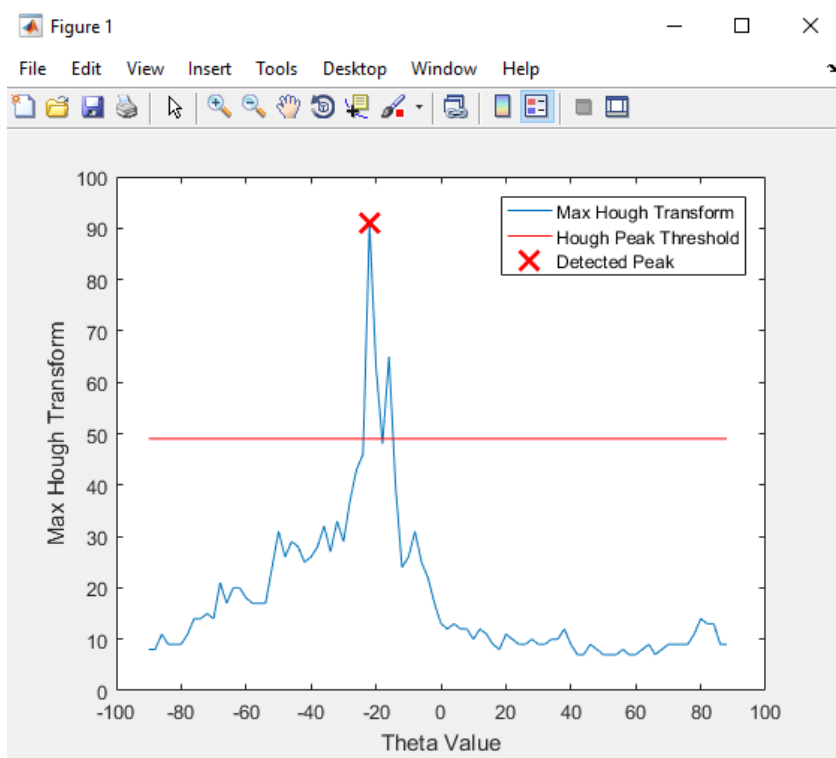 Figure 1
File Edit View Insert Tools Desktop Window Help
100
90
80
70
60
50
40
30
20
10
0
Max Hough Transform
Max Hough Transform
Hough Peak Threshold
Detected Peak
-100 -80 -60 -40 -20 0 20 40 60 80 100
Theta Value